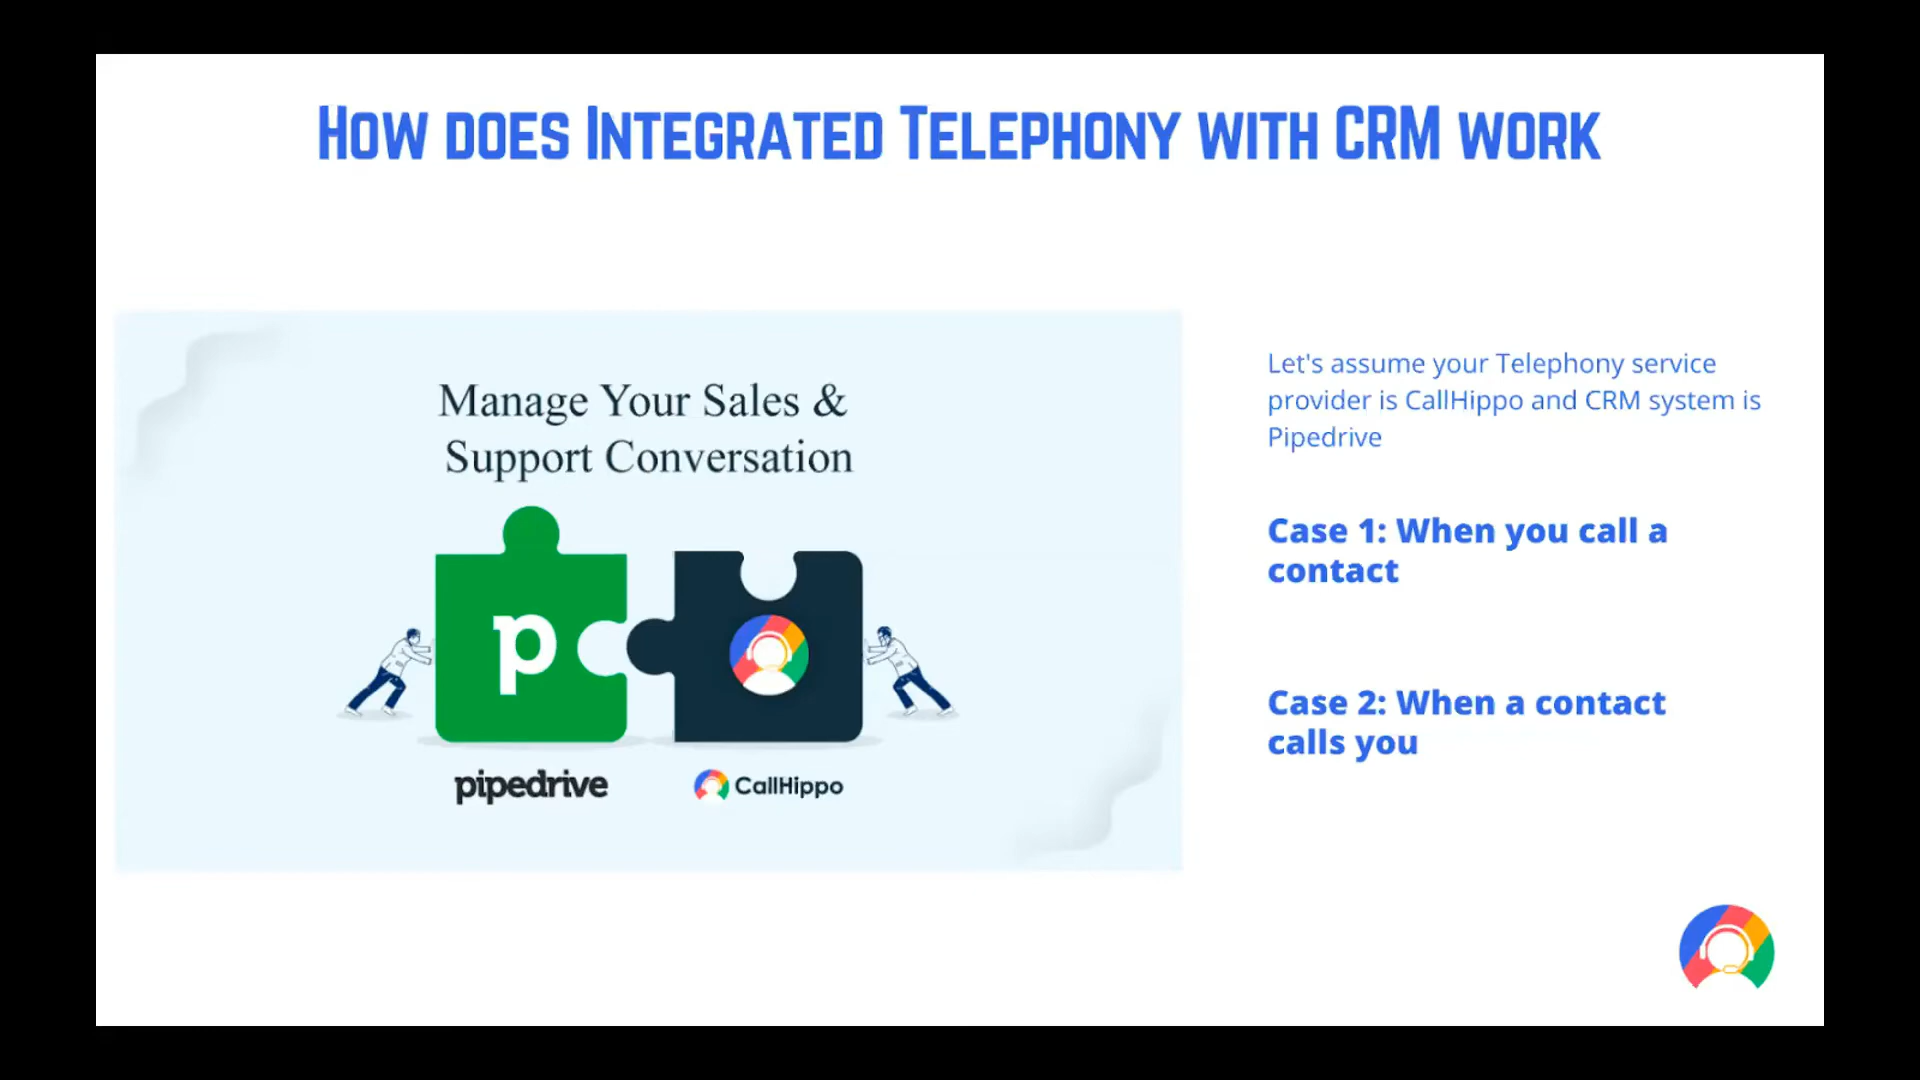 How does Integrated Telephony with CRM work
Manage Your Sales &
Support Conversation
p
pipedrive
CallHippo
Let's assume your Telephony service
provider is CallHippo and CRM system is
Pipedrive
Case 1: When you call a
contact
Case 2: When a contact
calls you